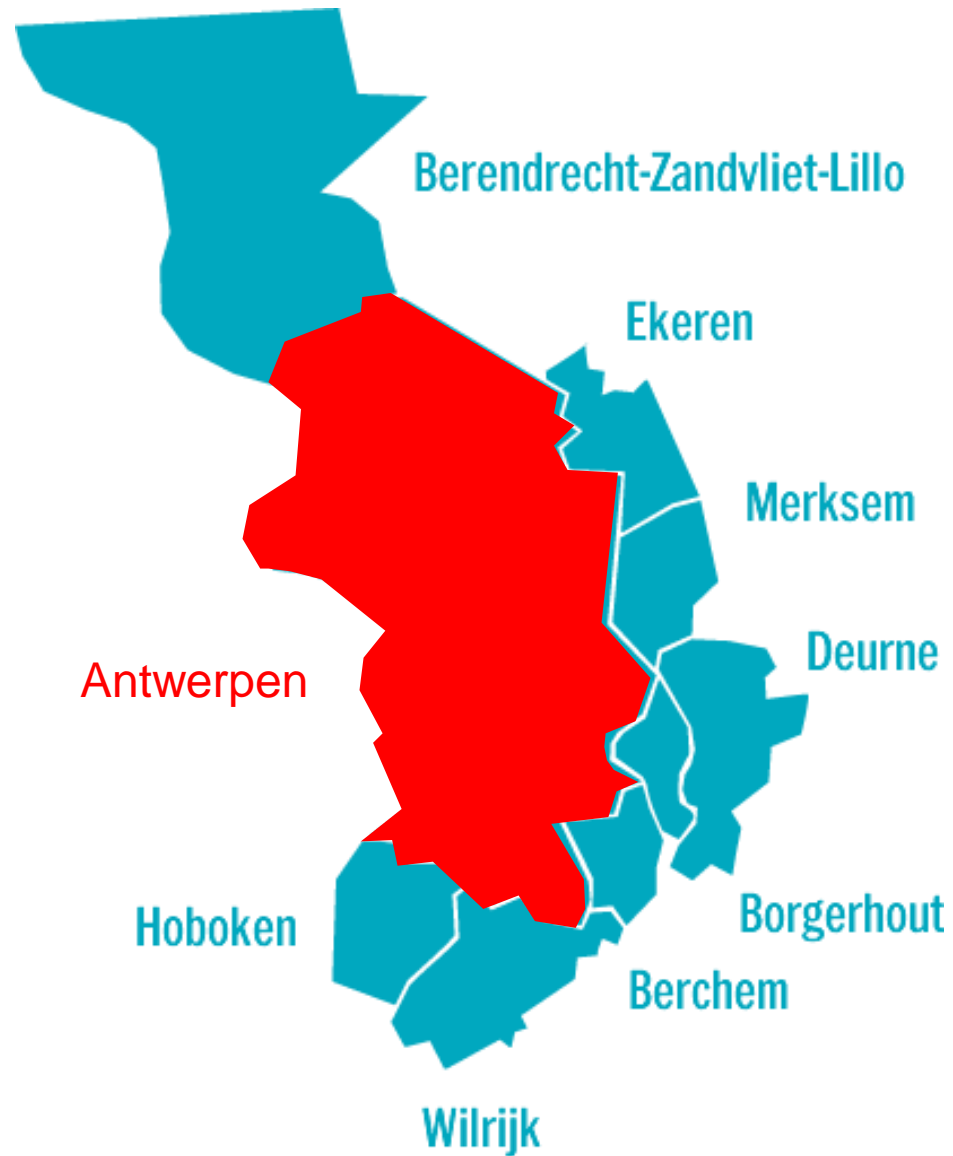 Berendrecht-Zandvliet-Lillo
Ekeren
Merksem
Deurne
Antwerpen
Borgerhout
Hoboken
Berchem
Wilrijk